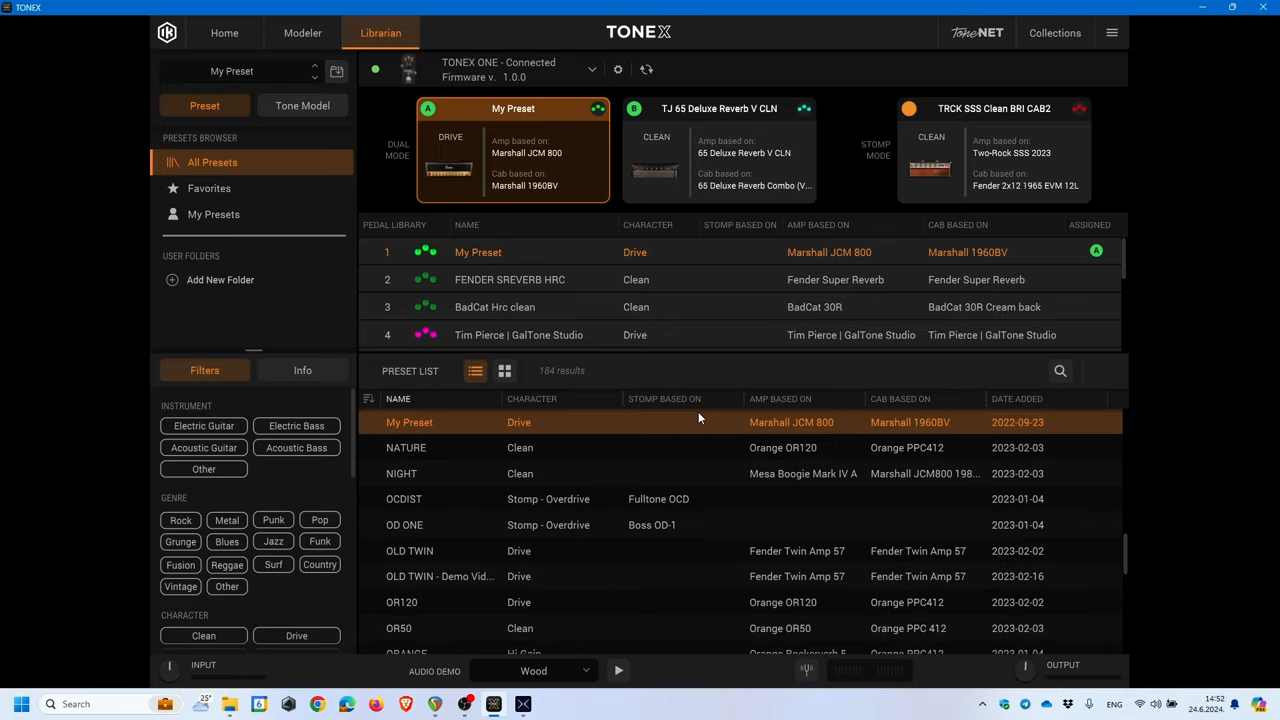 TONEX
Home
Modeler
Librarian
TONEX
ToneNET
Collections
My Preset
TONEX ONE - Connected
Firmware v. 1.0.0
Preset
Tone Model
PRESETS BROWSER
All Presets
Favorites
My Presets
USER FOLDERS
Add New Folder
DUAL
MODE
A
My Preset
DRIVE
Amp based on:
Marshall JCM 800
Cab based on:
Marshall 1960BV
B
TJ 65 Deluxe Reverb V CLN
CLEAN
Amp based on:
65 Deluxe Reverb V CLN
Cab based on:
65 Deluxe Reverb Combo (V...
STOMP
MODE
TRCK SSS Clean BRI CAB2
CLEAN
Amp based on:
Two-Rock SSS 2023
Cab based on:
Fender 2x12 1965 EVM 12L
PEDAL LIBRARY NAME CHARACTER STOMP BASED ON AMP BASED ON CAB BASED ON ASSIGNED
1 My Preset Drive Marshall JCM 800 Marshall 1960BV A
2 FENDER SREVERB HRC Clean Fender Super Reverb Fender Super Reverb
3 BadCat Hrc clean Clean BadCat 30R BadCat 30R Cream back
4 Tim Pierce | GalTone Studio Drive Tim Pierce | GalTone Studio Tim Pierce | GalTone Studio
Filters
Info
INSTRUMENT
Electric Guitar Electric Bass
Acoustic Guitar Acoustic Bass
Other
GENRE
Rock Metal Punk Pop
Grunge Blues Jazz Funk
Fusion Reggae Surf Country
Vintage Other
CHARACTER
Clean Drive
PRESET LIST 184 results
NAME CHARACTER STOMP BASED ON AMP BASED ON CAB BASED ON DATE ADDED
My Preset Drive Marshall JCM 800 Marshall 1960BV 2022-09-23
NATURE Clean Orange OR120 Orange PPC412 2023-02-03
NIGHT Clean Mesa Boogie Mark IV A Marshall JCM800 198... 2023-02-03
OCDIST Stomp - Overdrive Fulltone OCD 2023-01-04
OD ONE Stomp - Overdrive Boss OD-1 2023-01-04
OLD TWIN Drive Fender Twin Amp 57 Fender Twin Amp 57 2023-02-02
OLD TWIN - Demo Vid... Drive Fender Twin Amp 57 Fender Twin Amp 57 2023-02-16
OR120 Drive Orange OR120 Orange PPC412 2023-02-02
OR50 Clean Orange OR50 Orange PPC 412 2023-02-03
ORANGE Hi Gain Orange Rockerverb 5... Orange PPC412 2023-01-04
INPUT
AUDIO DEMO
Wood
OUTPUT
Search
25°
ENG
14:52
24.6.2024.